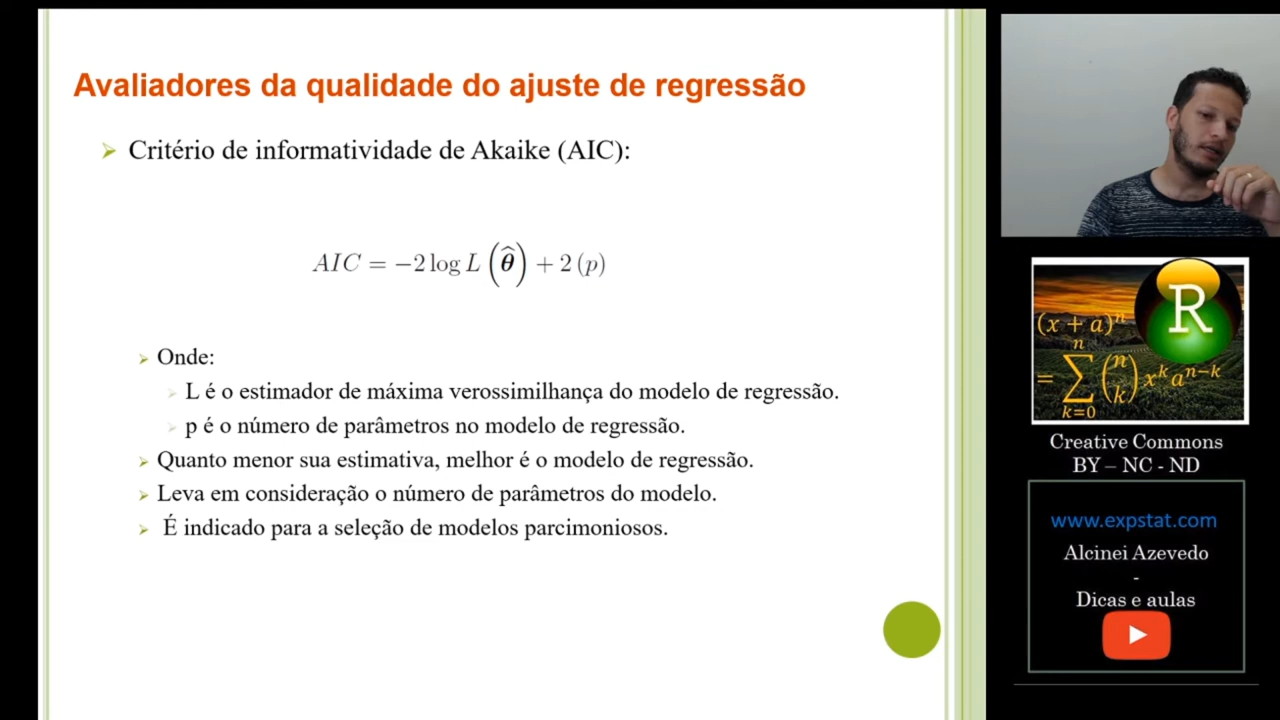 Avaliadores da qualidade do ajuste de regressão
Critério de informatividade de Akaike (AIC):
AIC = −2 log L (θ̂) + 2 (p)
Onde:
L é o estimador de máxima verossimilhança do modelo de regressão.
p é o número de parâmetros no modelo de regressão.
Quanto menor sua estimativa, melhor é o modelo de regressão.
Leva em consideração o número de parâmetros do modelo.
É indicado para a seleção de modelos parcimoniosos.
R
(x + a)ⁿ
n
= ∑ (n k) xᵏ aⁿ⁻ᵏ
k=0
Creative Commons
BY – NC - ND
www.expstat.com
Alcinei Azevedo
-
Dicas e aulas